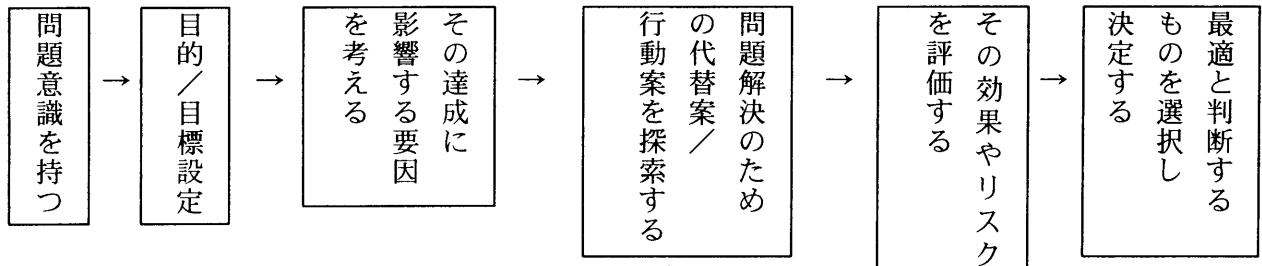 問題意識を持つ
→
目的／目標設定
→
その達成に
影響する要因
を考える
→
問題解決のため
の代替案／
行動案を探索する
→
その効果やリスク
を評価する
→
最適と判断する
ものを選択し
決定する